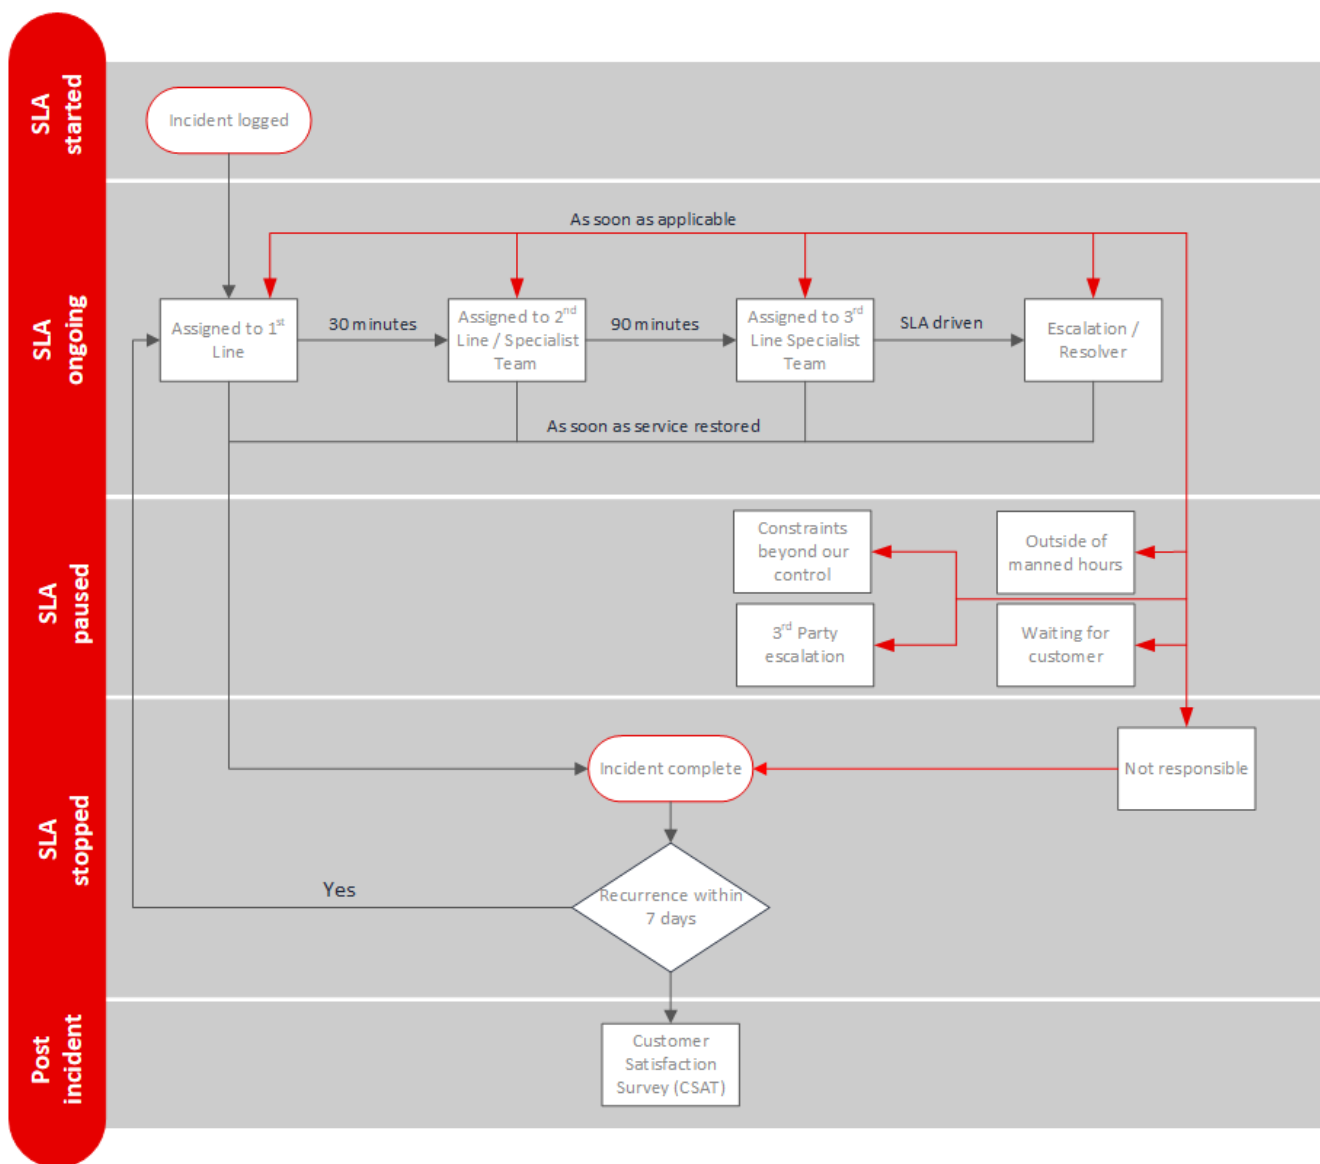 SLA
started
Incident logged
SLA
ongoing
As soon as applicable
Assigned to 1st
Line
30 minutes
Assigned to 2nd
Line / Specialist
Team
90 minutes
Assigned to 3rd
Line Specialist
Team
SLA driven
Escalation /
Resolver
As soon as service restored
SLA
paused
Constraints
beyond our
control
Outside of
manned hours
3rd Party
escalation
Waiting for
customer
SLA
stopped
Incident complete
Not responsible
Recurrence within
7 days
Yes
Post
incident
Customer
Satisfaction
Survey (CSAT)